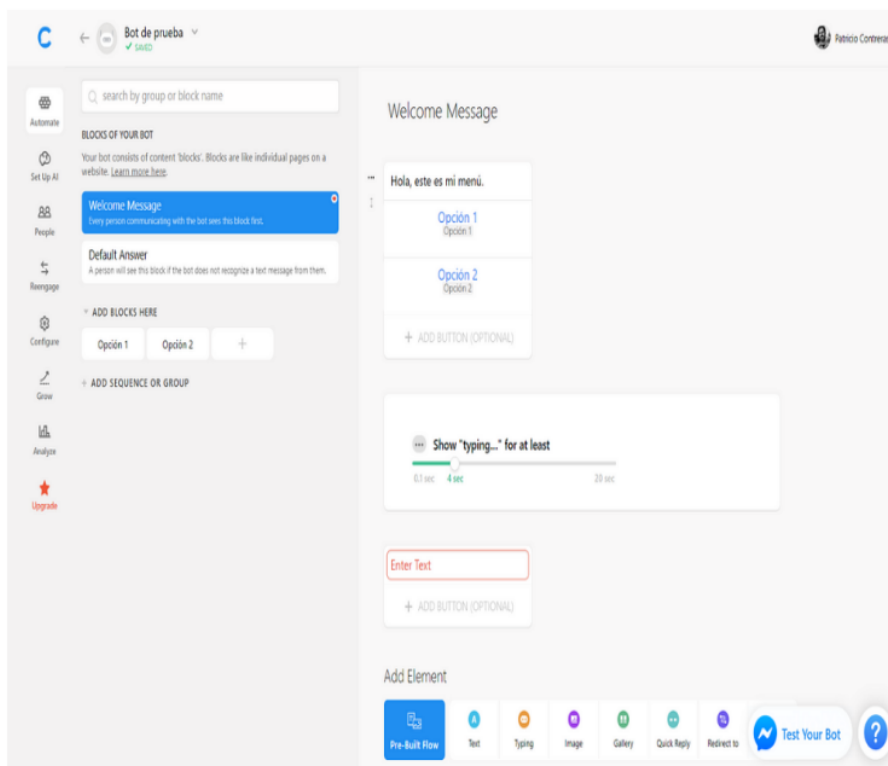 C
Bot de prueba
✓ SAVED
Patricio Contreras
Automate
Set Up AI
People
Reengage
Configure
Grow
Analyze
Upgrade
search by group or block name
BLOCKS OF YOUR BOT
Your bot consists of content 'blocks'. Blocks are like individual pages on a
website. Learn more here.
Welcome Message
Every person communicating with the bot sees this block first.
Default Answer
A person will see this block if the bot does not recognize a text message from them.
ADD BLOCKS HERE
Opción 1 Opción 2 +
+ ADD SEQUENCE OR GROUP
Welcome Message
Hola, este es mi menú.
Opción 1
Opción 1
Opción 2
Opción 2
+ ADD BUTTON (OPTIONAL)
Show "typing..." for at least
0.1 sec 4 sec 20 sec
Enter Text
+ ADD BUTTON (OPTIONAL)
Add Element
Pre-Built Flow Text Typing Image Gallery Quick Reply Redirect to
Test Your Bot ?